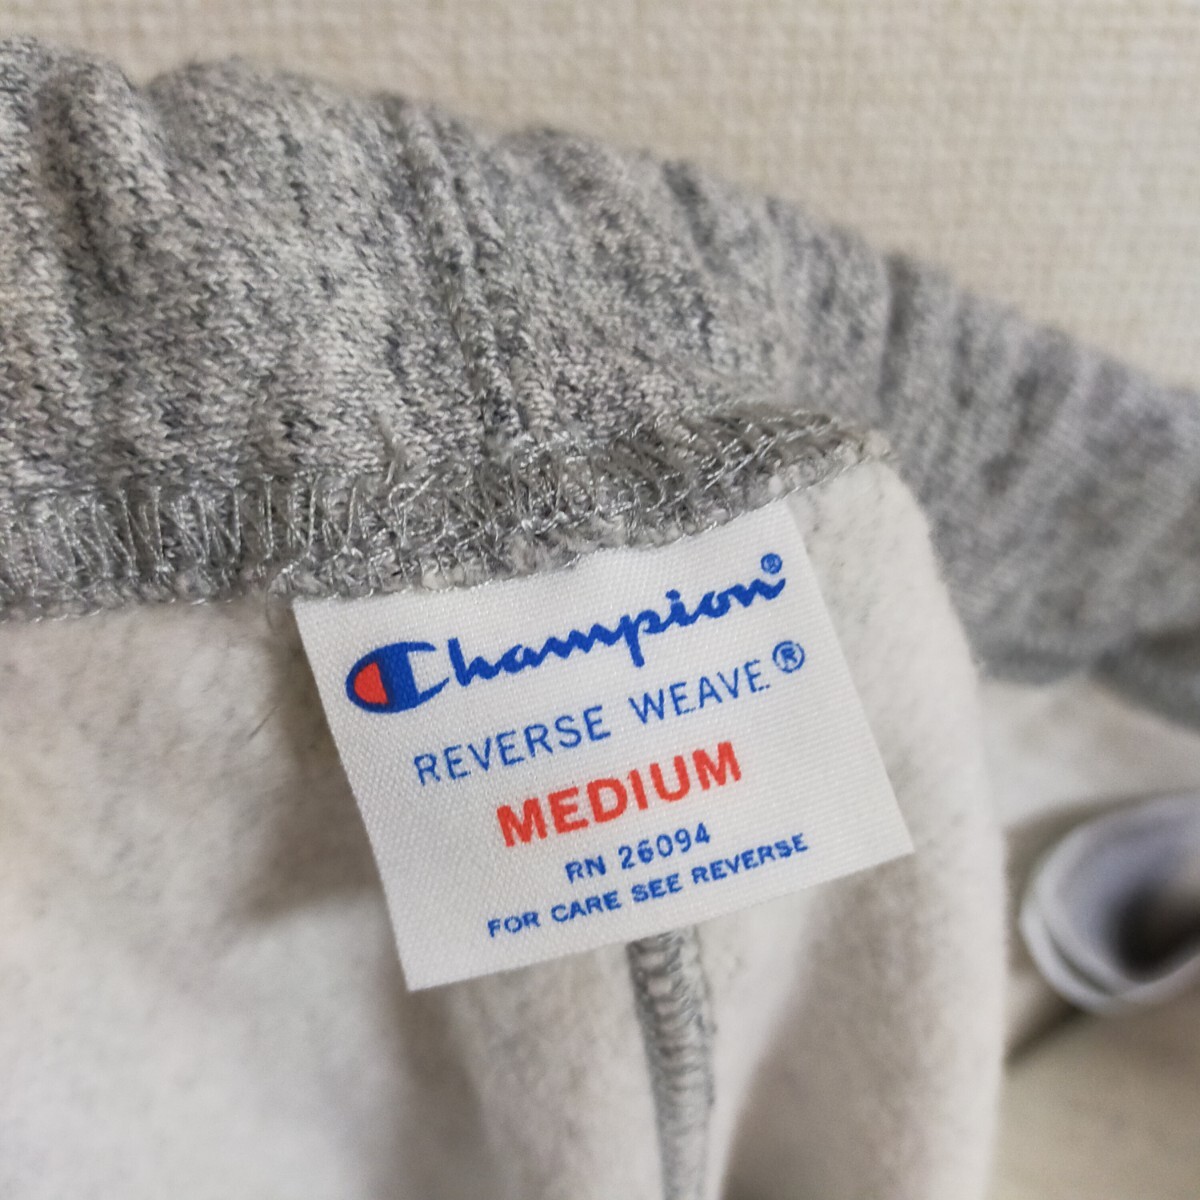 Champion®
REVERSE WEAVE®
MEDIUM
RN 26094
FOR CARE SEE REVERSE